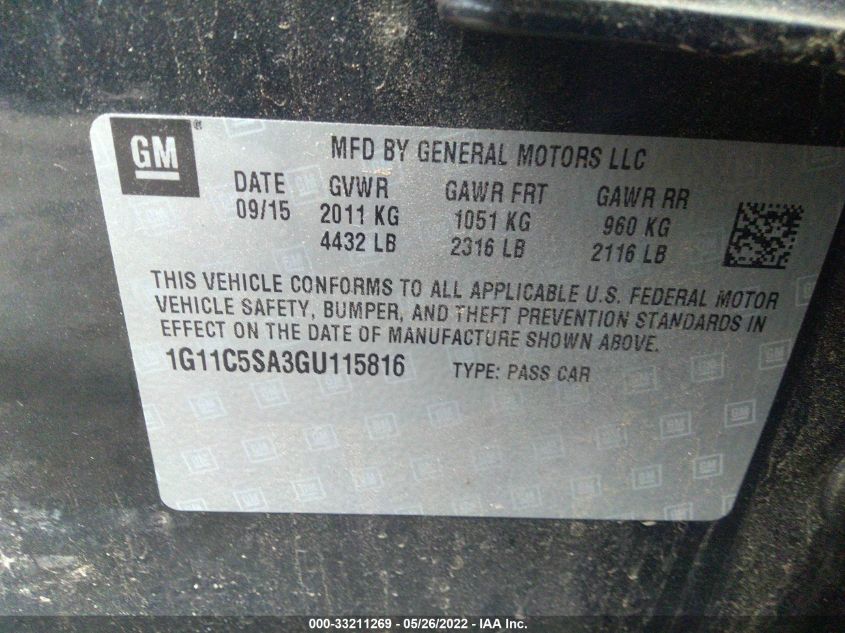 GM®
MFD BY GENERAL MOTORS LLC
DATE GVWR GAWR FRT GAWR RR
09/15 2011 KG 1051 KG 960 KG
4432 LB 2316 LB 2116 LB
THIS VEHICLE CONFORMS TO ALL APPLICABLE U.S. FEDERAL MOTOR
VEHICLE SAFETY, BUMPER, AND THEFT PREVENTION STANDARDS IN
EFFECT ON THE DATE OF MANUFACTURE SHOWN ABOVE.
1G11C5SA3GU115816 TYPE: PASS CAR
000-33211269 - 05/26/2022 - IAA Inc.